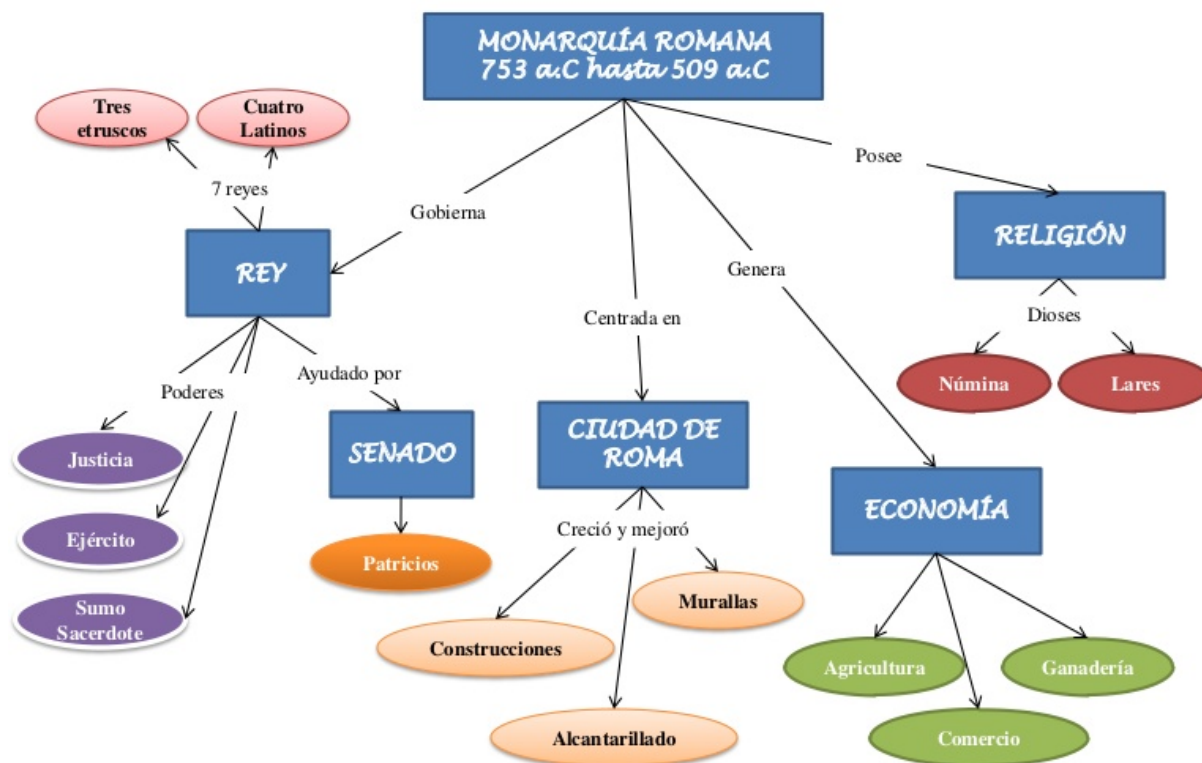 MONARQUÍA ROMANA
753 a.C hasta 509 a.C
Tres
etruscos
Cuatro
Latinos
7 reyes
Gobierna
Posee
REY
RELIGIÓN
Genera
Centrada en
Dioses
Poderes
Ayudado por
Númina
Lares
Justicia
SENADO
CIUDAD DE
ROMA
ECONOMÍA
Creció y mejoró
Ejército
Patricios
Murallas
Sumo
Sacerdote
Construcciones
Agricultura
Ganadería
Alcantarillado
Comercio